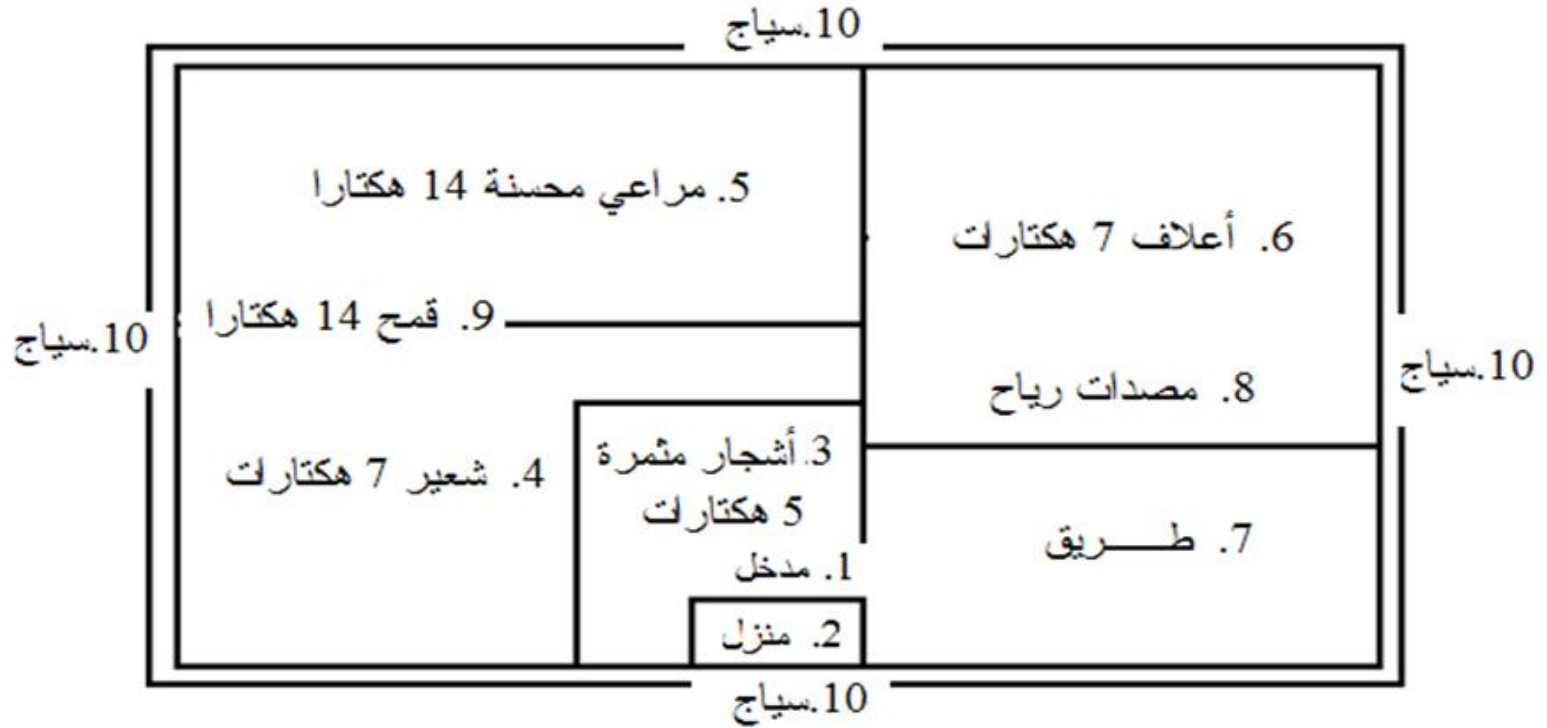 10.سياج
5. مراعي محسنة 14 هكتارا
6. أعلاف 7 هكتارات
9. قمح 14 هكتارا
10.سياج
10.سياج
8. مصدات رياح
3. أشجار مثمرة
5 هكتارات
4. شعير 7 هكتارات
7. طـــــريق
1. مدخل
2. منزل
10.سياج